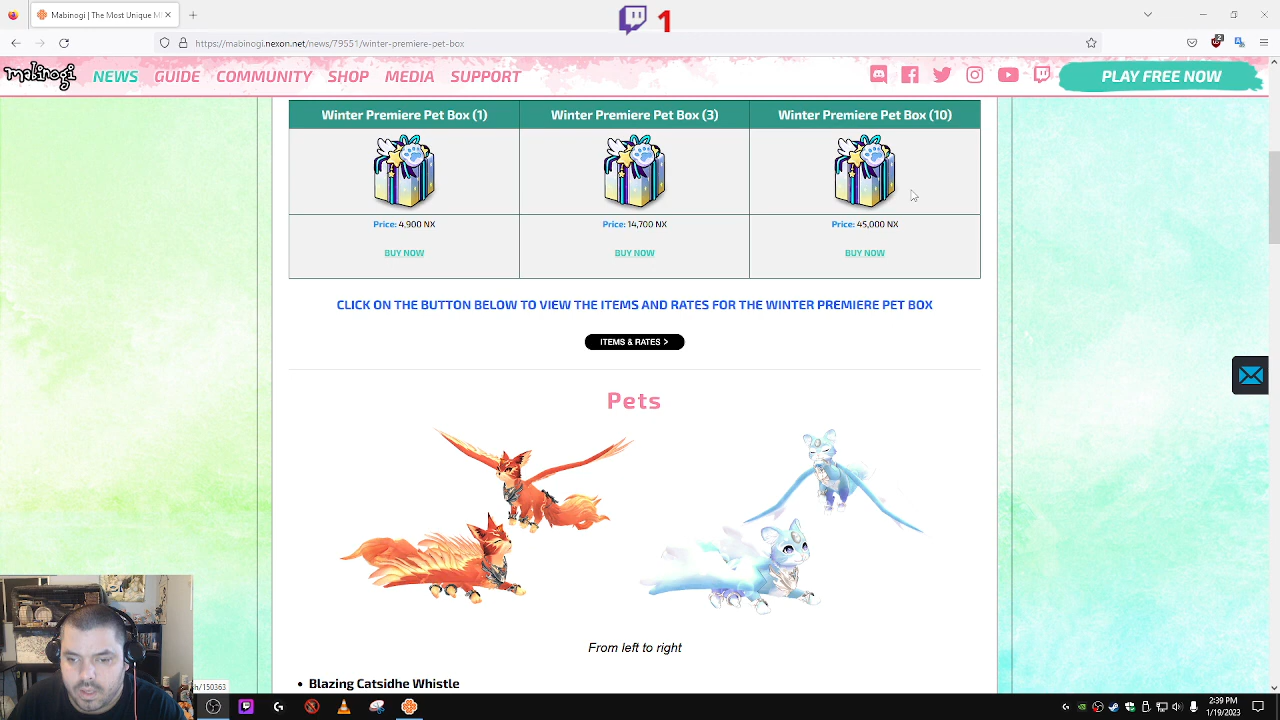 1
Mabinogi | The Most Unique M
https://mabinogi.nexon.net/news/79551/winter-premiere-pet-box
2
mabinogi NEWS GUIDE COMMUNITY SHOP MEDIA SUPPORT PLAY FREE NOW
Winter Premiere Pet Box (1) Winter Premiere Pet Box (3) Winter Premiere Pet Box (10)
Price: 4,900 NX Price: 14,700 NX Price: 45,000 NX
BUY NOW BUY NOW BUY NOW
CLICK ON THE BUTTON BELOW TO VIEW THE ITEMS AND RATES FOR THE WINTER PREMIERE PET BOX
ITEMS & RATES >
Pets
From left to right
• Blazing Catsidhe Whistle
h/150363
2:39 PM
1/19/2023